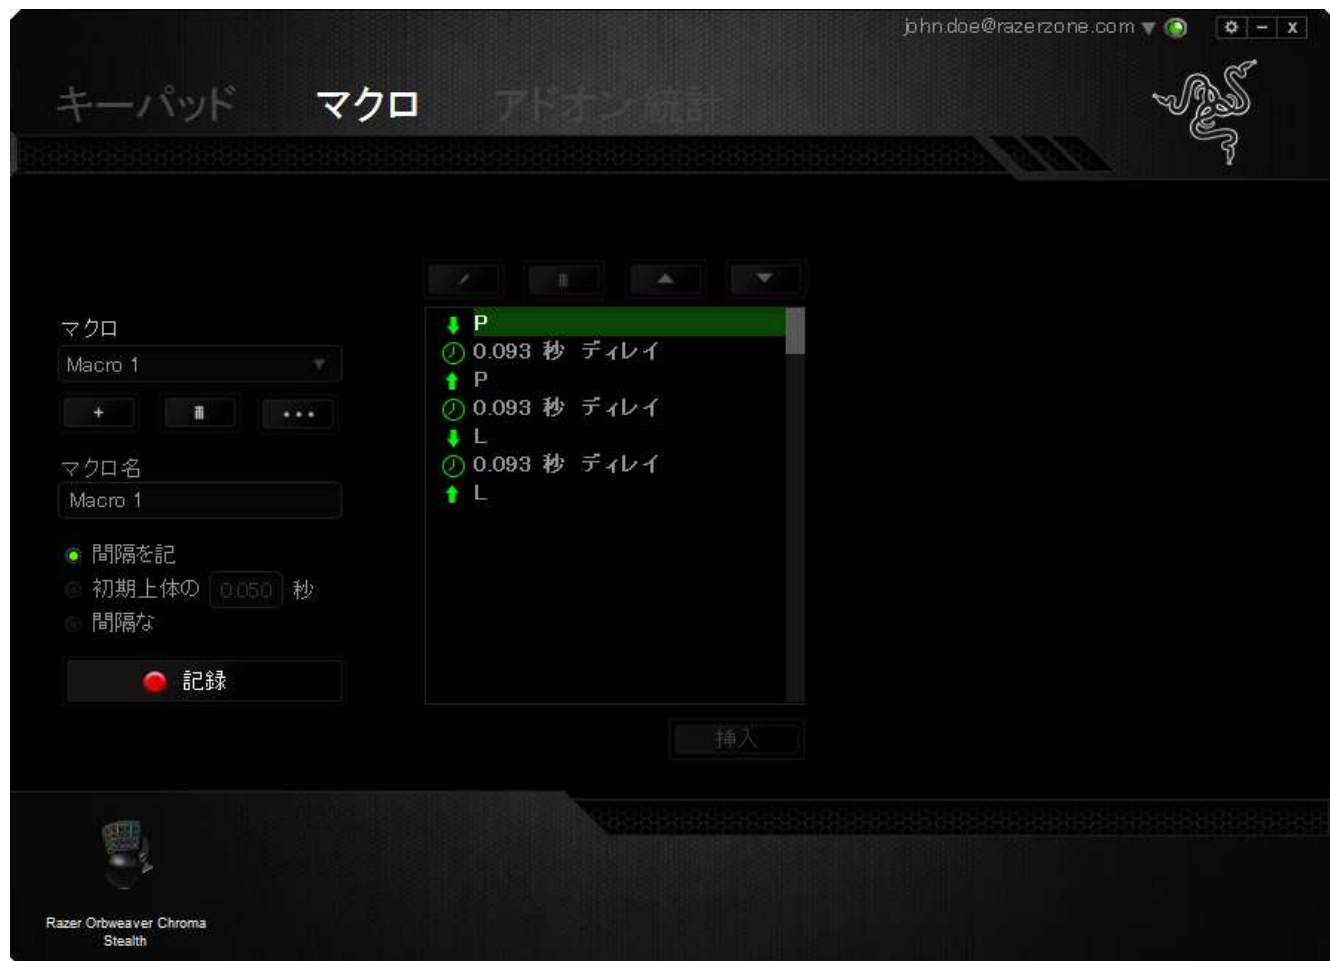 john.doe@razerzone.com
キーパッド マクロ アドオン 統計
マクロ
Macro 1
マクロ名
Macro 1
間隔を記
初期上体の 0.050 秒
間隔な
記録
P
0.093 秒 ディレイ
P
0.093 秒 ディレイ
L
0.093 秒 ディレイ
L
挿入
Razer Orbweaver Chroma
Stealth